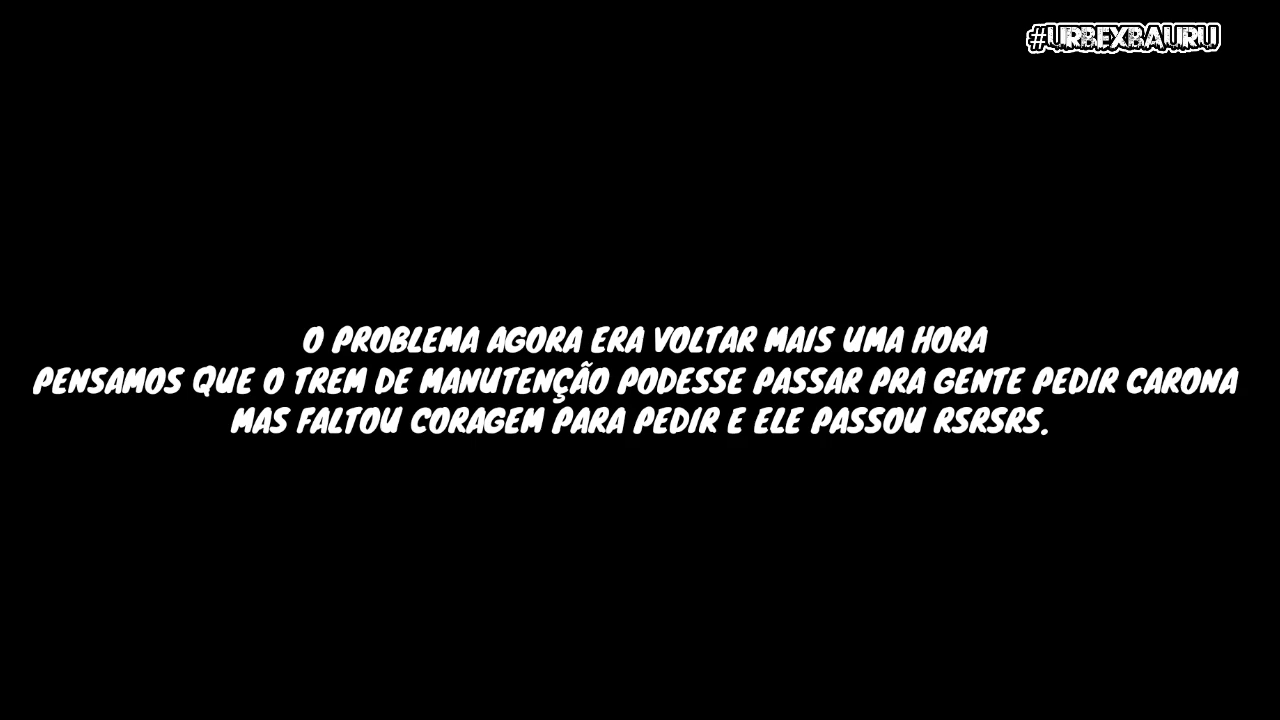 #URBEXBAURU
O PROBLEMA AGORA ERA VOLTAR MAIS UMA HORA
PENSAMOS QUE O TREM DE MANUTENÇÃO PODESSE PASSAR PRA GENTE PEDIR CARONA
MAS FALTOU CORAGEM PARA PEDIR E ELE PASSOU RSRSRS.